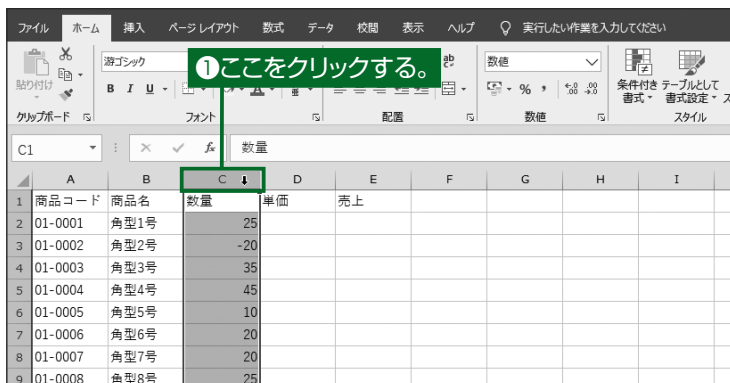 ファイル ホーム 挿入 ページ レイアウト 数式 データ 校閲 表示 ヘルプ 実行したい作業を入力してください
❶ここをクリックする。
貼り付け
游ゴシック
B I U
A
ab
数値
% ,
条件付き書式
テーブルとして書式設定
クリップボード フォント 配置 数値 スタイル
C1 fx 数量
A B C D E F G H I
1 商品コード 商品名 数量 単価 売上
2 01-0001 角型1号 25
3 01-0002 角型2号 -20
4 01-0003 角型3号 35
5 01-0004 角型4号 45
6 01-0005 角型5号 10
7 01-0006 角型6号 20
8 01-0007 角型7号 20
9 01-0008 角型8号 25